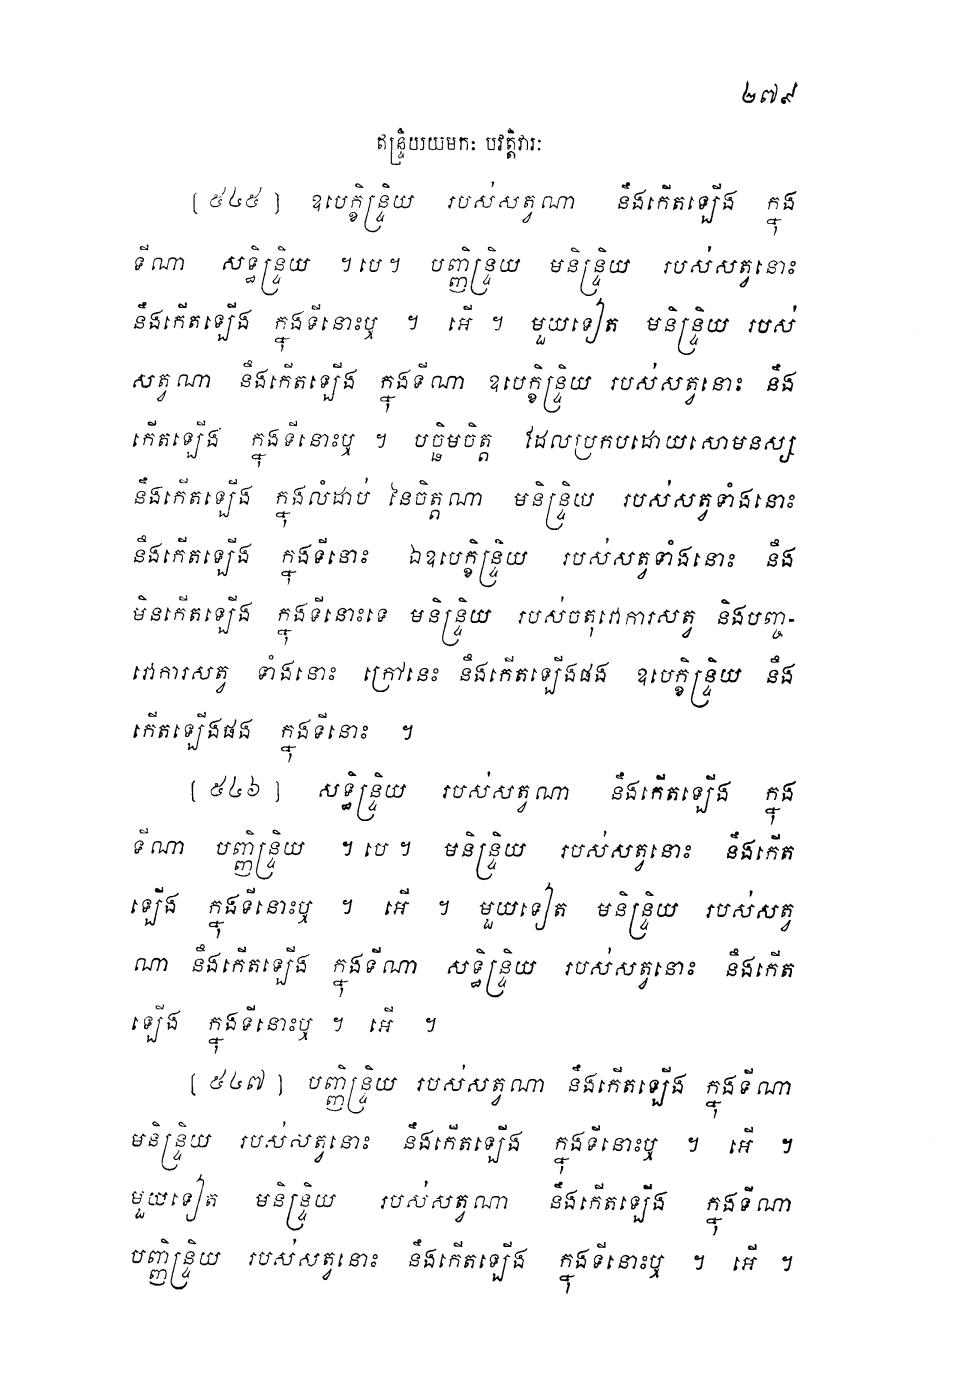 ២៧៩
ឥន្ទ្រិយយមកៈ បវត្តិវារៈ
[ ៥៤៥ ] ឧបេក្ខិន្ទ្រិយ របស់សត្វណា នឹងកើតឡើង ក្នុង
ទីណា សទ្ធិន្ទ្រិយ ។បេ។ បញ្ញិន្ទ្រិយ មនិន្ទ្រិយ របស់សត្វនោះ
នឹងកើតឡើង ក្នុងទីនោះឬ ។ អើ ។ មួយទៀត មនិន្ទ្រិយ របស់
សត្វណា នឹងកើតឡើង ក្នុងទីណា ឧបេក្ខិន្ទ្រិយ របស់សត្វនោះ នឹង
កើតឡើង ក្នុងទីនោះឬ ។ បច្ឆិមចិត្ត ដែលប្រកបដោយសោមនស្ស
នឹងកើតឡើង ក្នុងលំដាប់ នៃចិត្តណា មនិន្ទ្រិយ របស់សត្វទាំងនោះ
នឹងកើតឡើង ក្នុងទីនោះ ឯឧបេក្ខិន្ទ្រិយ របស់សត្វទាំងនោះ នឹង
មិនកើតឡើង ក្នុងទីនោះទេ មនិន្ទ្រិយ របស់ចតុវោការសត្វ និងបញ្ច-
វោការសត្វ ទាំងនោះ ក្រៅនេះ នឹងកើតឡើងផង ឧបេក្ខិន្ទ្រិយ នឹង
កើតឡើងផង ក្នុងទីនោះ ។
[ ៥៤៦ ] សទ្ធិន្ទ្រិយ របស់សត្វណា នឹងកើតឡើង ក្នុង
ទីណា បញ្ញិន្ទ្រិយ ។បេ។ មនិន្ទ្រិយ របស់សត្វនោះ នឹងកើត
ឡើង ក្នុងទីនោះឬ ។ អើ ។ មួយទៀត មនិន្ទ្រិយ របស់សត្វ
ណា នឹងកើតឡើង ក្នុងទីណា សទ្ធិន្ទ្រិយ របស់សត្វនោះ នឹងកើត
ឡើង ក្នុងទីនោះឬ ។ អើ ។
[ ៥៤៧ ] បញ្ញិន្ទ្រិយ របស់សត្វណា នឹងកើតឡើង ក្នុងទីណា
មនិន្ទ្រិយ របស់សត្វនោះ នឹងកើតឡើង ក្នុងទីនោះឬ ។ អើ ។
មួយទៀត មនិន្ទ្រិយ របស់សត្វណា នឹងកើតឡើង ក្នុងទីណា
បញ្ញិន្ទ្រិយ របស់សត្វនោះ នឹងកើតឡើង ក្នុងទីនោះឬ ។ អើ ។